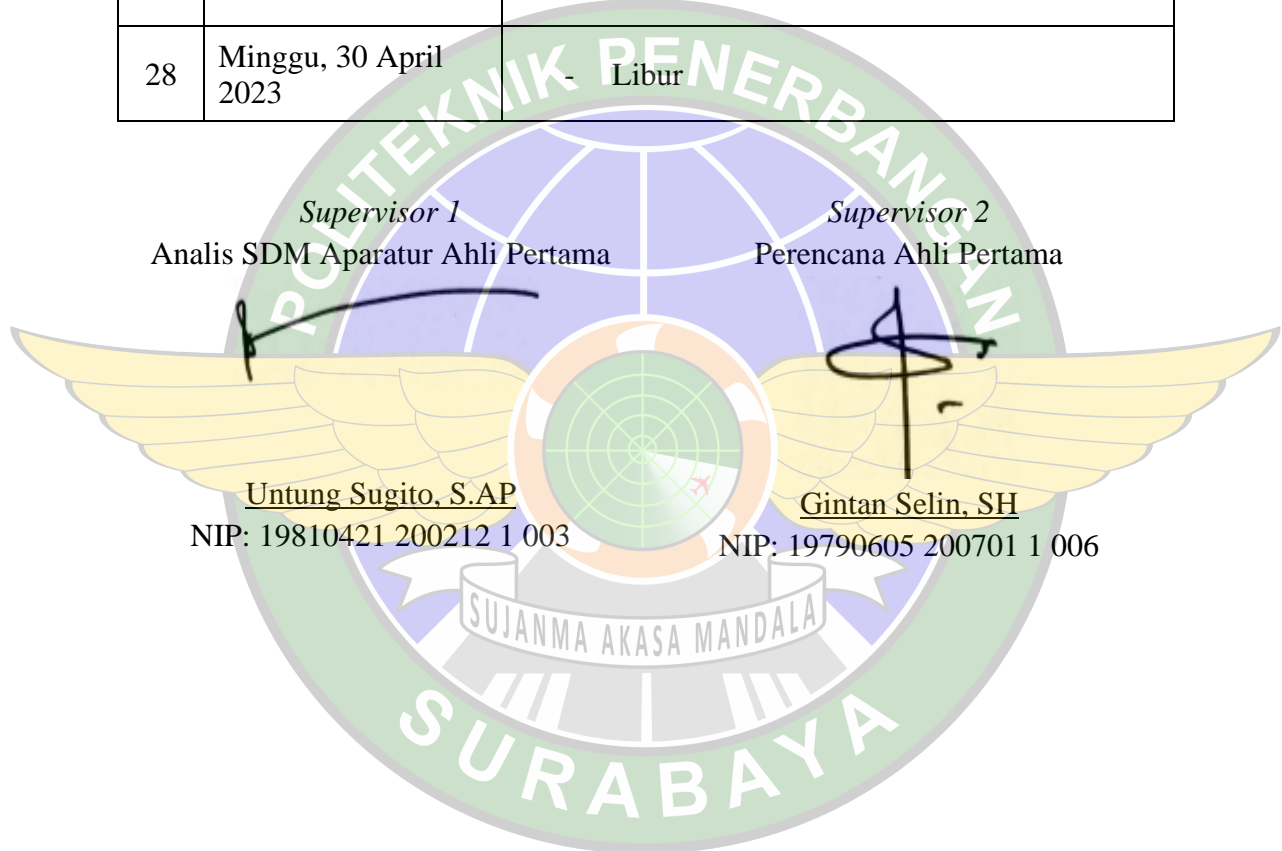 28
Minggu, 30 April
2023
- Libur
Supervisor 1
Analis SDM Aparatur Ahli Pertama
Supervisor 2
Perencana Ahli Pertama
Untung Sugito, S.AP
NIP: 19810421 200212 1 003
Gintan Selin, SH
NIP: 19790605 200701 1 006
POLITEKNIK PENERBANGAN
SUJANMA AKASA MANDALA
SURABAYA